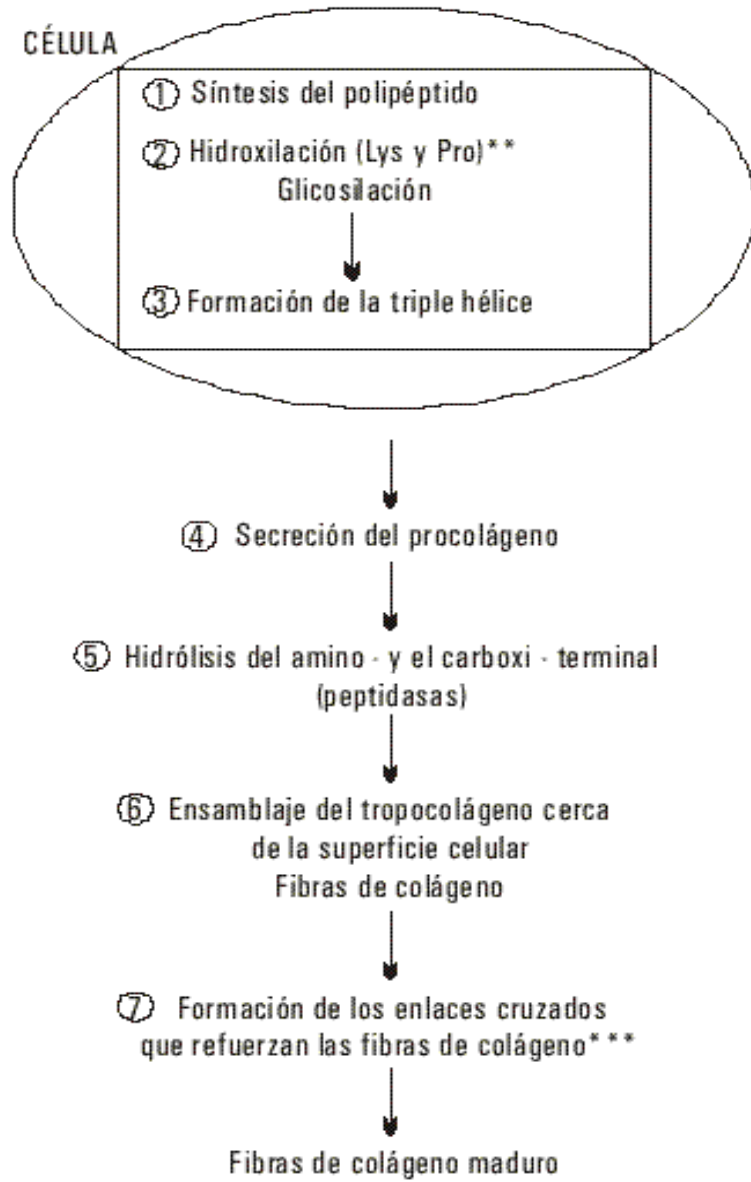 CÉLULA
① Síntesis del polipéptido
② Hidroxilación (Lys y Pro)**
Glicosilación
③ Formación de la triple hélice
④ Secreción del procolágeno
⑤ Hidrólisis del amino - y el carboxi - terminal
(peptidasas)
⑥ Ensamblaje del tropocolágeno cerca
de la superficie celular
Fibras de colágeno
⑦ Formación de los enlaces cruzados
que refuerzan las fibras de colágeno***
Fibras de colágeno maduro